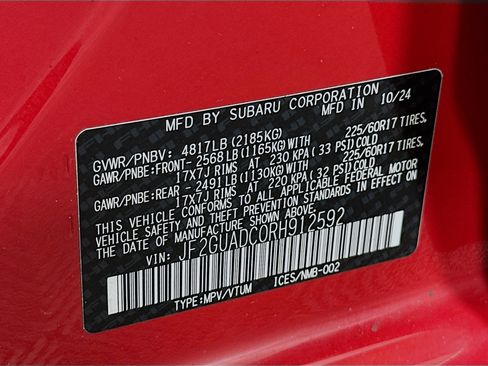 MFD BY SUBARU CORPORATION MFD IN 10/24
GVWR/PNBV: 4817LB (2185KG)
GAWR/PNBE:FRONT-2568LB(1165KG)WITH 225/60R17 TIRES,
17X7J RIMS AT 230 KPA (33 PSI) COLD
GAWR/PNBE:REAR -2491LB(1130KG)WITH 225/60R17 TIRES,
17X7J RIMS AT 220 KPA (32 PSI) COLD
THIS VEHICLE CONFORMS TO ALL APPLICABLE FEDERAL MOTOR
VEHICLE SAFETY AND BUMPER STANDARDS IN EFFECT ON
THE DATE OF MANUFACTURE SHOWN ABOVE.
VIN: JF2GUADC0RH912592
TYPE:MPV/VTUM ICES/NMB-002